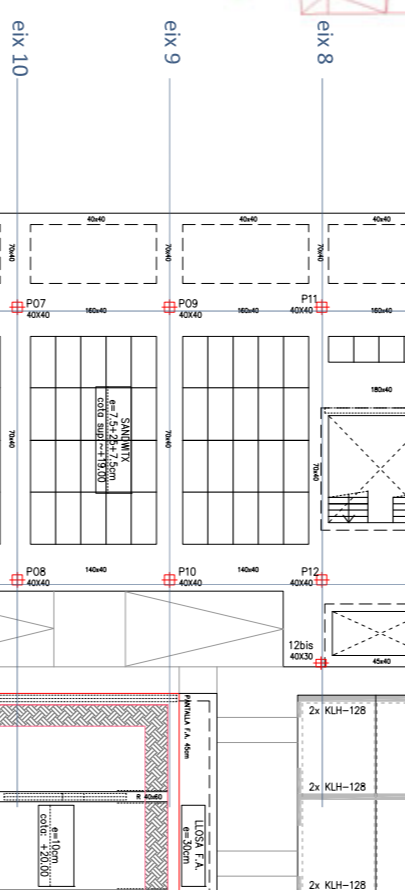 eix 10
eix 9
eix 8
40x40
40x40
40x40
70x40
70x40
70x40
P07
40X40
160x40
P09
40X40
160x40
P11
40X40
160x40
180x40
SANDWITX
e=7.5+25+7.5cm
cota sup ~+19.00
70x40
70x40
70x40
P08
40X40
140x40
P10
40X40
140x40
P12
40X40
12bis
40X30
45x40
PANTALLA F.A. 45cm
2x KLH-128
2x KLH-128
R 40x60
e=10cm
cota: +20.00
LLOSA F.A.
e=30cm
2x KLH-128